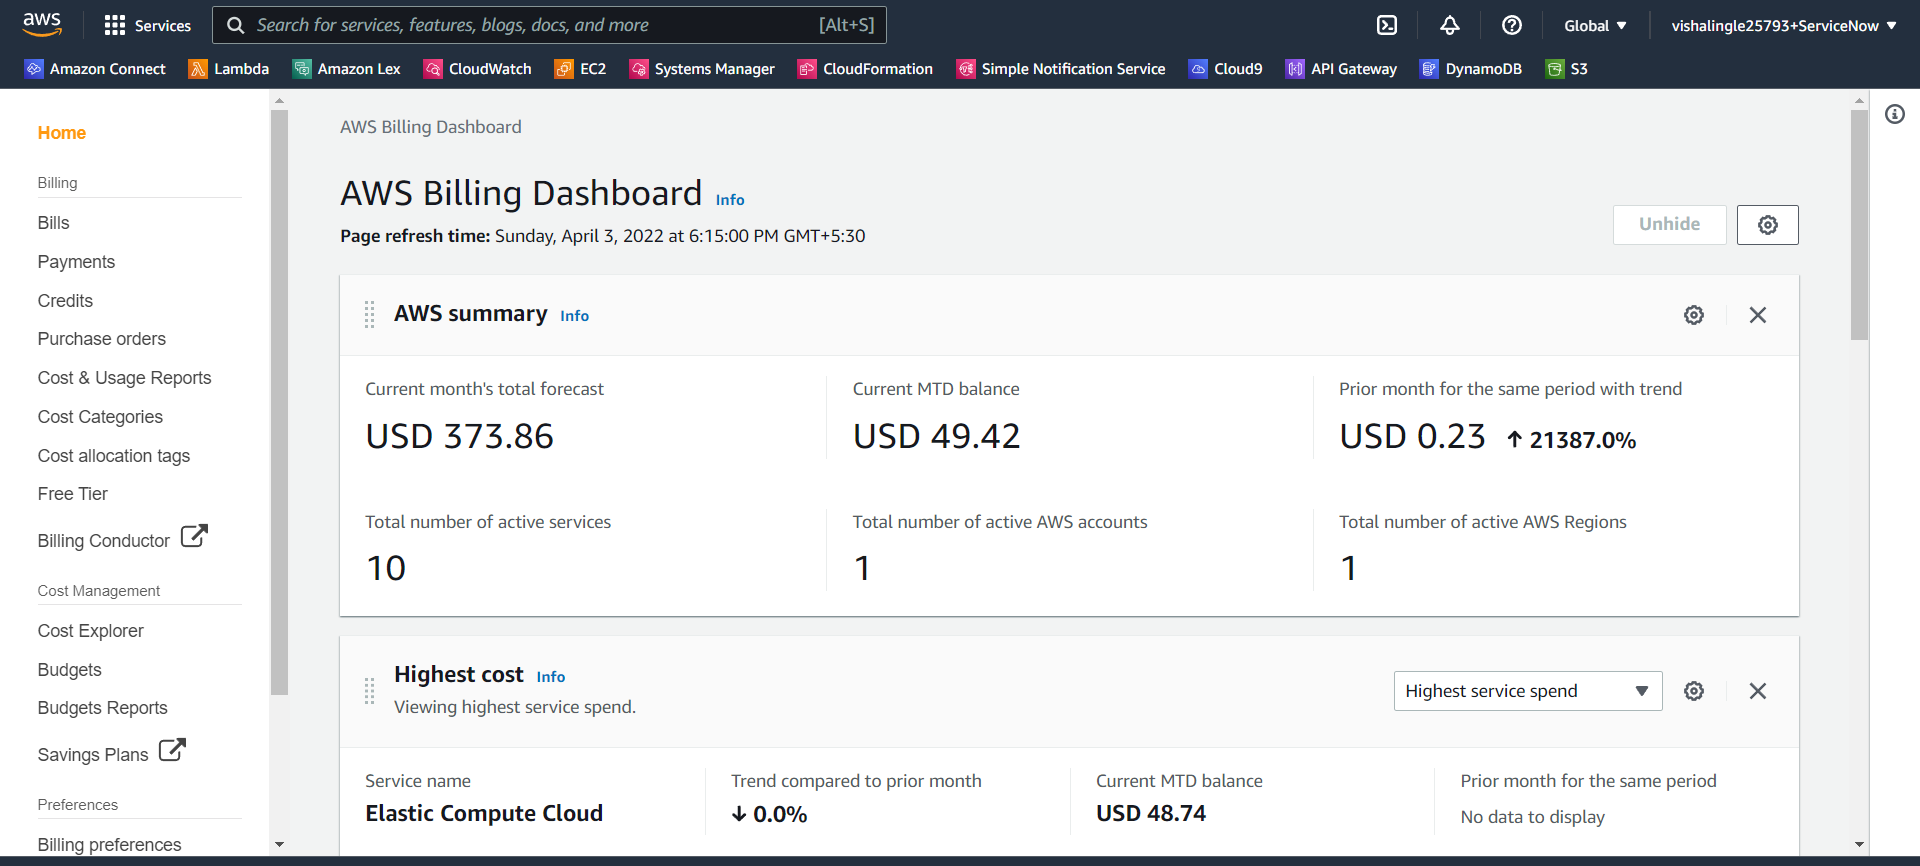 aws
Services
Search for services, features, blogs, docs, and more [Alt+S]
Global
vishalingle25793+ServiceNow
Amazon Connect Lambda Amazon Lex CloudWatch EC2 Systems Manager CloudFormation Simple Notification Service Cloud9 API Gateway DynamoDB S3
Home
Billing
Bills
Payments
Credits
Purchase orders
Cost & Usage Reports
Cost Categories
Cost allocation tags
Free Tier
Billing Conductor
Cost Management
Cost Explorer
Budgets
Budgets Reports
Savings Plans
Preferences
Billing preferences
AWS Billing Dashboard
AWS Billing Dashboard Info
Page refresh time: Sunday, April 3, 2022 at 6:15:00 PM GMT+5:30
Unhide
AWS summary Info
Current month's total forecast
USD 373.86
Current MTD balance
USD 49.42
Prior month for the same period with trend
USD 0.23 ↑ 21387.0%
Total number of active services
10
Total number of active AWS accounts
1
Total number of active AWS Regions
1
Highest cost Info
Viewing highest service spend.
Highest service spend
Service name
Elastic Compute Cloud
Trend compared to prior month
↓ 0.0%
Current MTD balance
USD 48.74
Prior month for the same period
No data to display